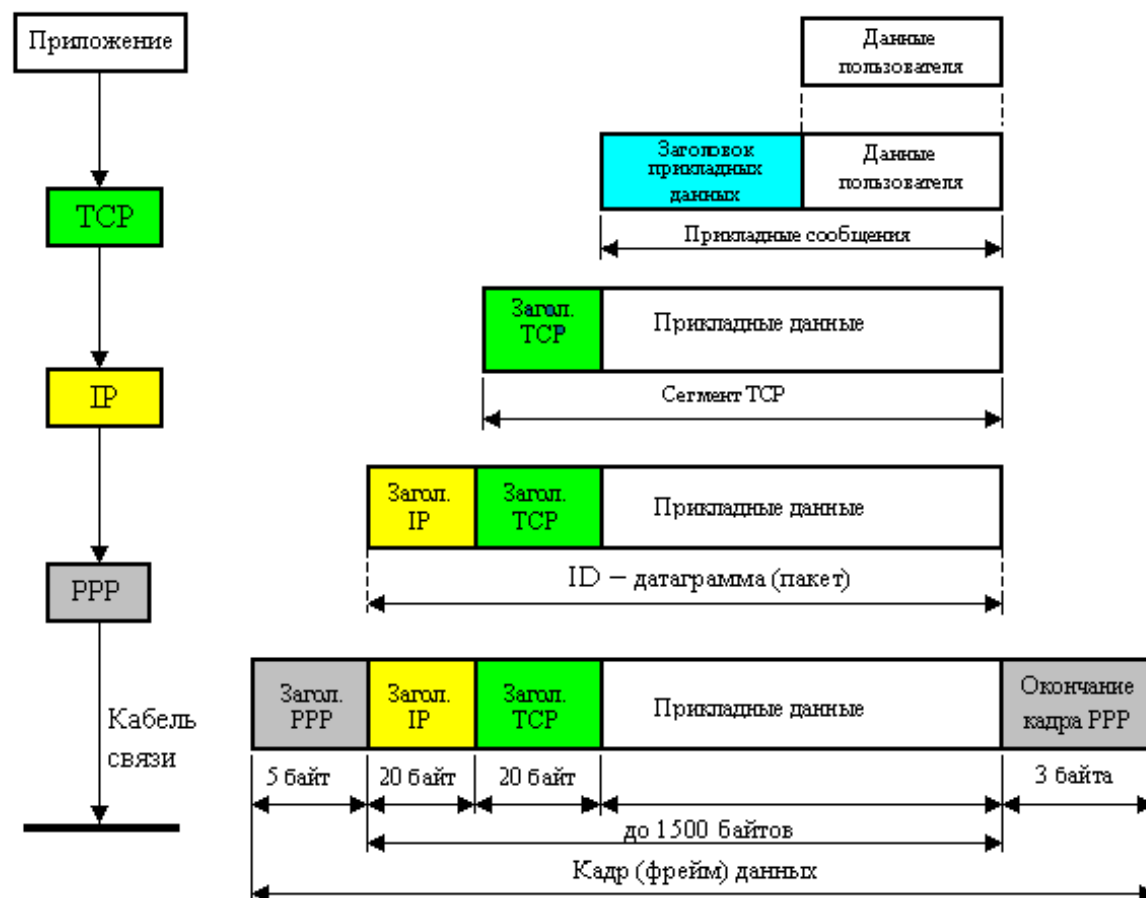 Приложение
Данные
пользователя
Заголовок
прикладных
данных
Данные
пользователя
TCP
Прикладные сообщения
Загол.
TCP
Прикладные данные
IP
Сегмент TCP
Загол.
IP
Загол.
TCP
Прикладные данные
PPP
ID – датаграмма (пакет)
Кабель
связи
Загол.
PPP
Загол.
IP
Загол.
TCP
Прикладные данные
Окончание
кадра PPP
5 байт
20 байт
20 байт
3 байта
до 1500 байтов
Кадр (фрейм) данных